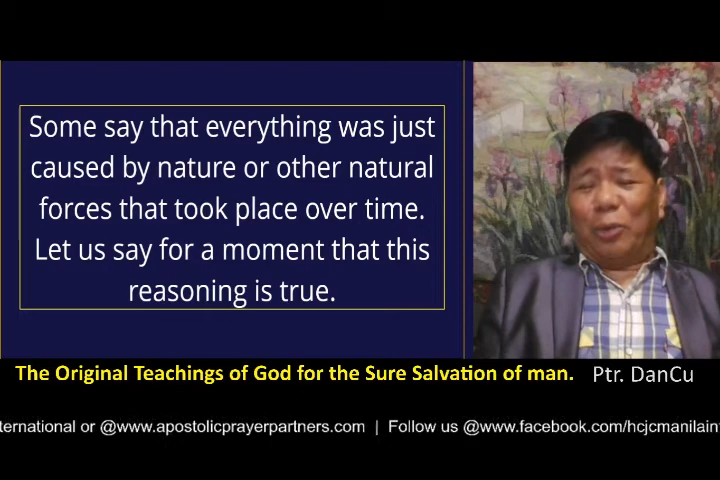 Some say that everything was just
caused by nature or other natural
forces that took place over time.
Let us say for a moment that this
reasoning is true.
The Original Teachings of God for the Sure Salvation of man. Ptr. DanCu
ternational or @www.apostolicprayerpartners.com | Follow us @www.facebook.com/hcjcmanilaint